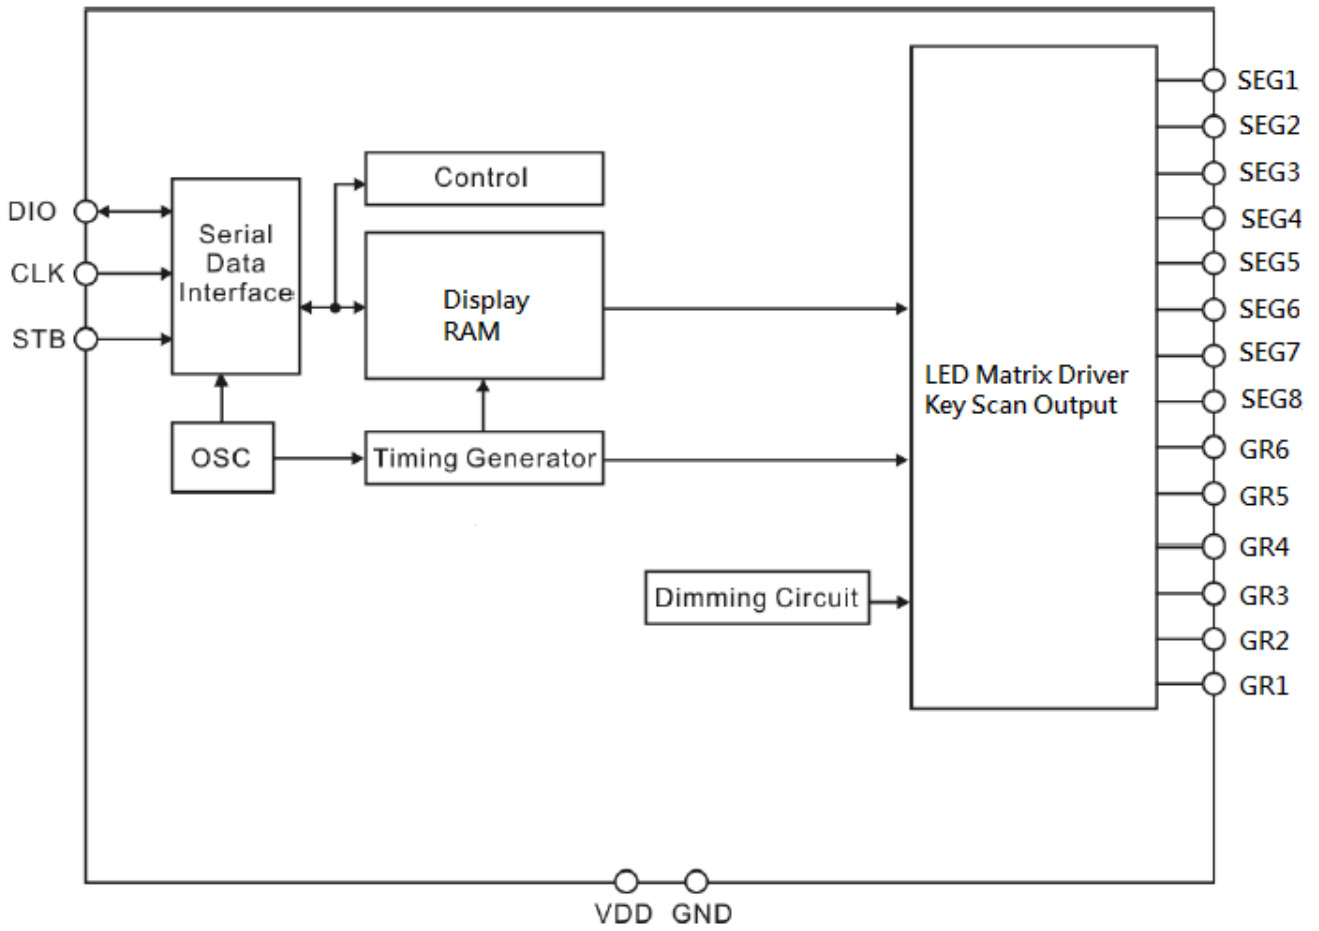 DIO
CLK
STB
Serial
Data
Interface
OSC
Control
Display
RAM
Timing Generator
Dimming Circuit
LED Matrix Driver
Key Scan Output
SEG1
SEG2
SEG3
SEG4
SEG5
SEG6
SEG7
SEG8
GR6
GR5
GR4
GR3
GR2
GR1
VDD GND